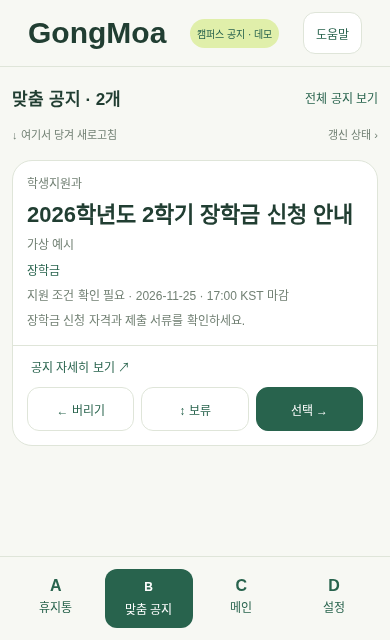 GongMoa
캠퍼스 공지 · 데모
도움말
맞춤 공지 · 2개
전체 공지 보기
↓ 여기서 당겨 새로고침
갱신 상태 ›
학생지원과
2026학년도 2학기 장학금 신청 안내
가상 예시
장학금
지원 조건 확인 필요 · 2026-11-25 · 17:00 KST 마감
장학금 신청 자격과 제출 서류를 확인하세요.
공지 자세히 보기 ↗
← 버리기
↕ 보류
선택 →
A
휴지통
B
맞춤 공지
C
메인
D
설정